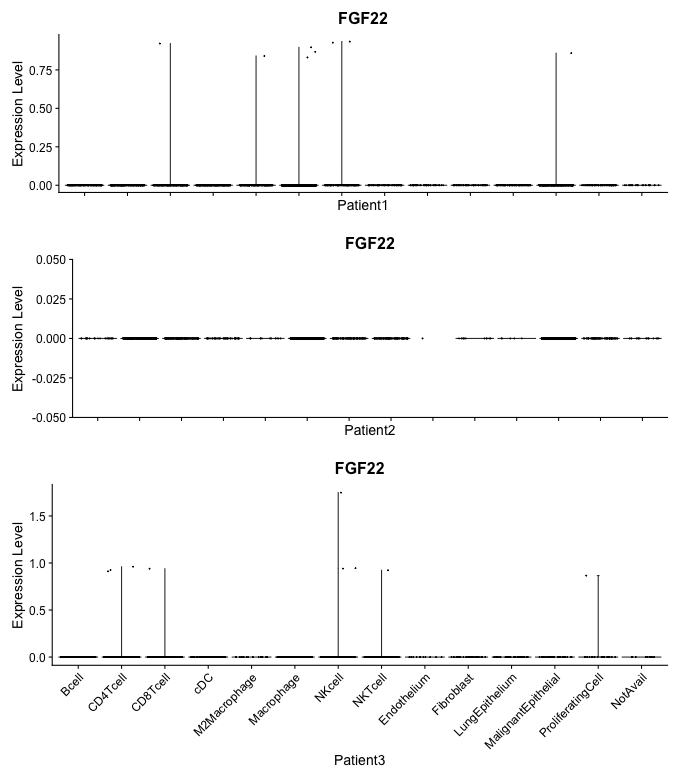 FGF22
Expression Level
0.75
0.50
0.25
0.00
Patient1
FGF22
Expression Level
0.050
0.025
0.000
-0.025
-0.050
Patient2
FGF22
Expression Level
1.5
1.0
0.5
0.0
Bcell
CD4Tcell
CD8Tcell
cDC
M2Macrophage
Macrophage
NKcell
NKTcell
Endothelium
Fibroblast
LungEpithelium
MalignantEpithelial
ProliferatingCell
NotAvail
Patient3